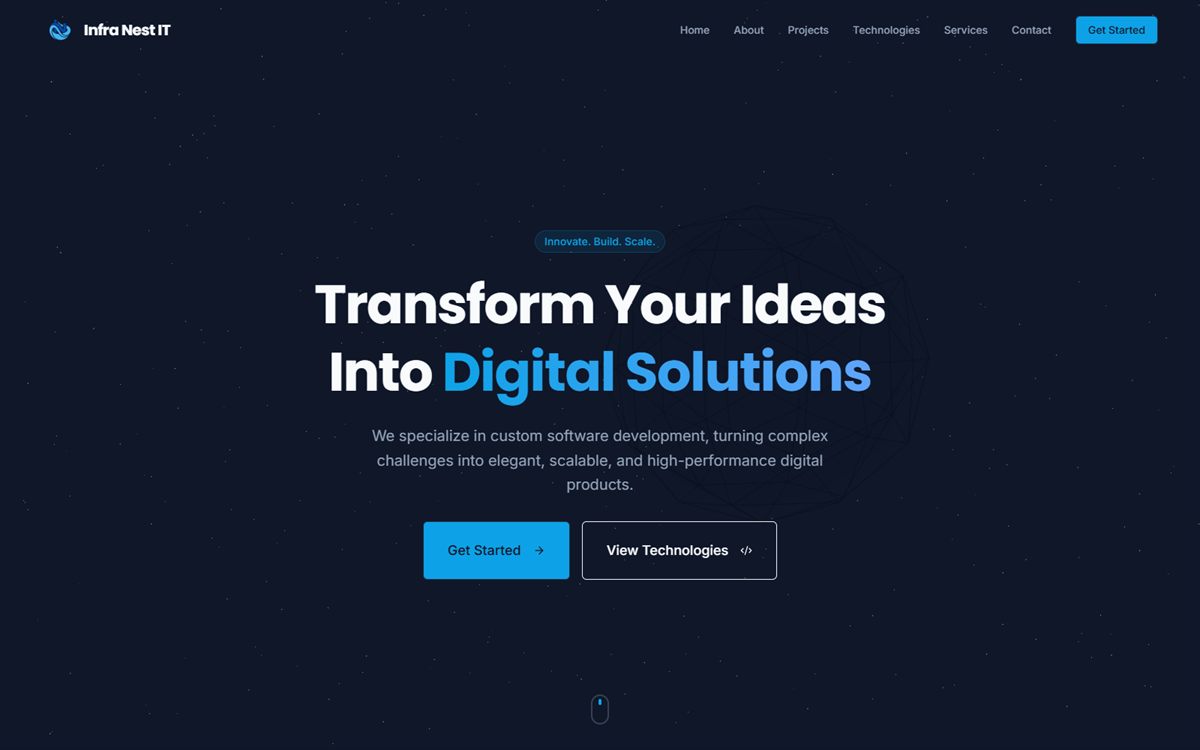 Infra Nest IT
Home
About
Projects
Technologies
Services
Contact
Get Started
Innovate. Build. Scale.
Transform Your Ideas
Into Digital Solutions
We specialize in custom software development, turning complex
challenges into elegant, scalable, and high-performance digital
products.
Get Started →
View Technologies </>